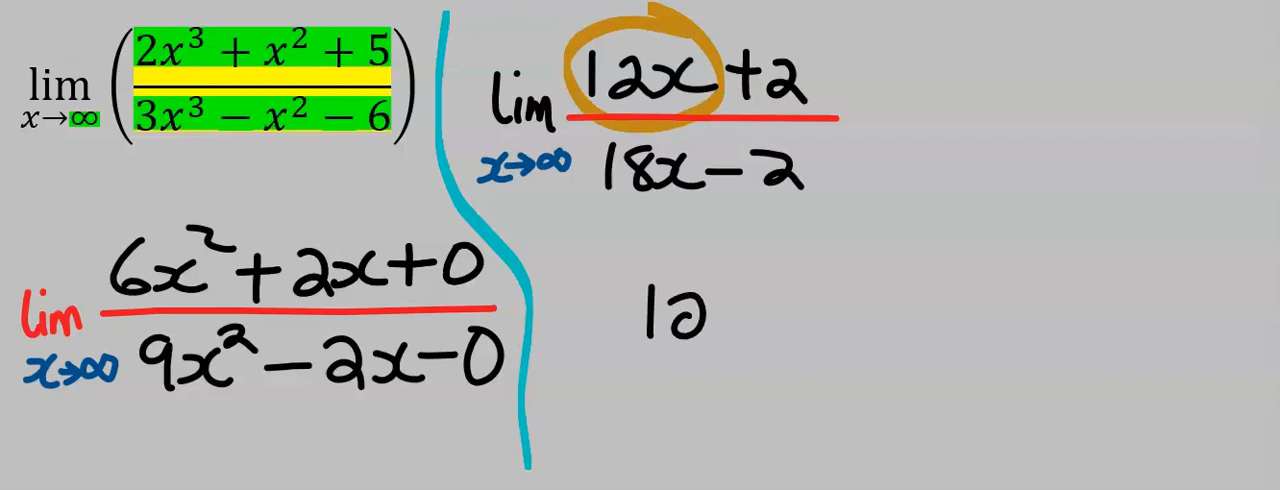 lim x→∞ (2x³ + x² + 5 / 3x³ − x² − 6)
lim x→∞ 6x² + 2x + 0 / 9x² − 2x − 0
lim x→∞ 12x + 2 / 18x − 2
12